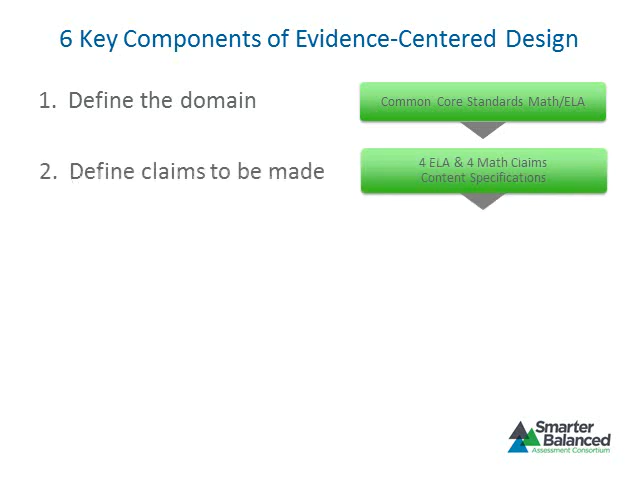 6 Key Components of Evidence-Centered Design
1. Define the domain
Common Core Standards Math/ELA
2. Define claims to be made
4 ELA & 4 Math Claims
Content Specifications
Smarter
Balanced
Assessment Consortium